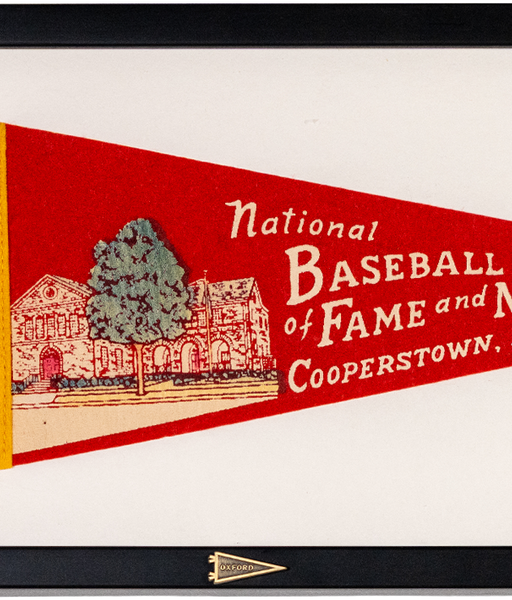 National
BASEBALL
of FAME and
COOPERSTOWN,
OXFORD